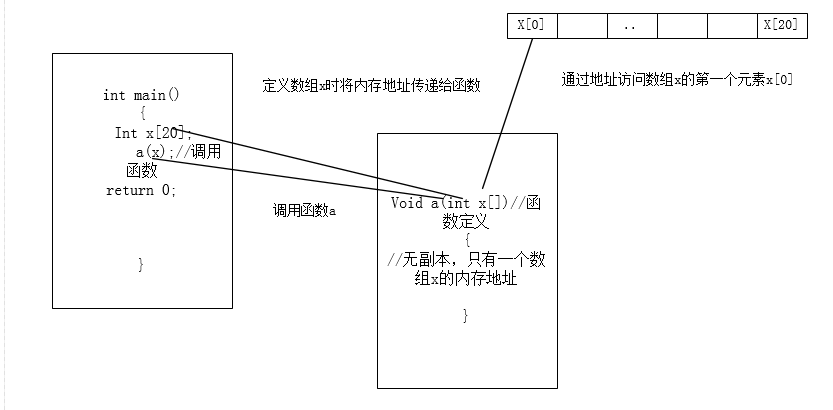 X[0] .. X[20]
定义数组x时将内存地址传递给函数
通过地址访问数组x的第一个元素x[0]
int main()
{
Int x[20];
a(x);//调用
函数
return 0;
}
调用函数a
Void a(int x[])//函
数定义
{
//无副本，只有一个数
组x的内存地址
}